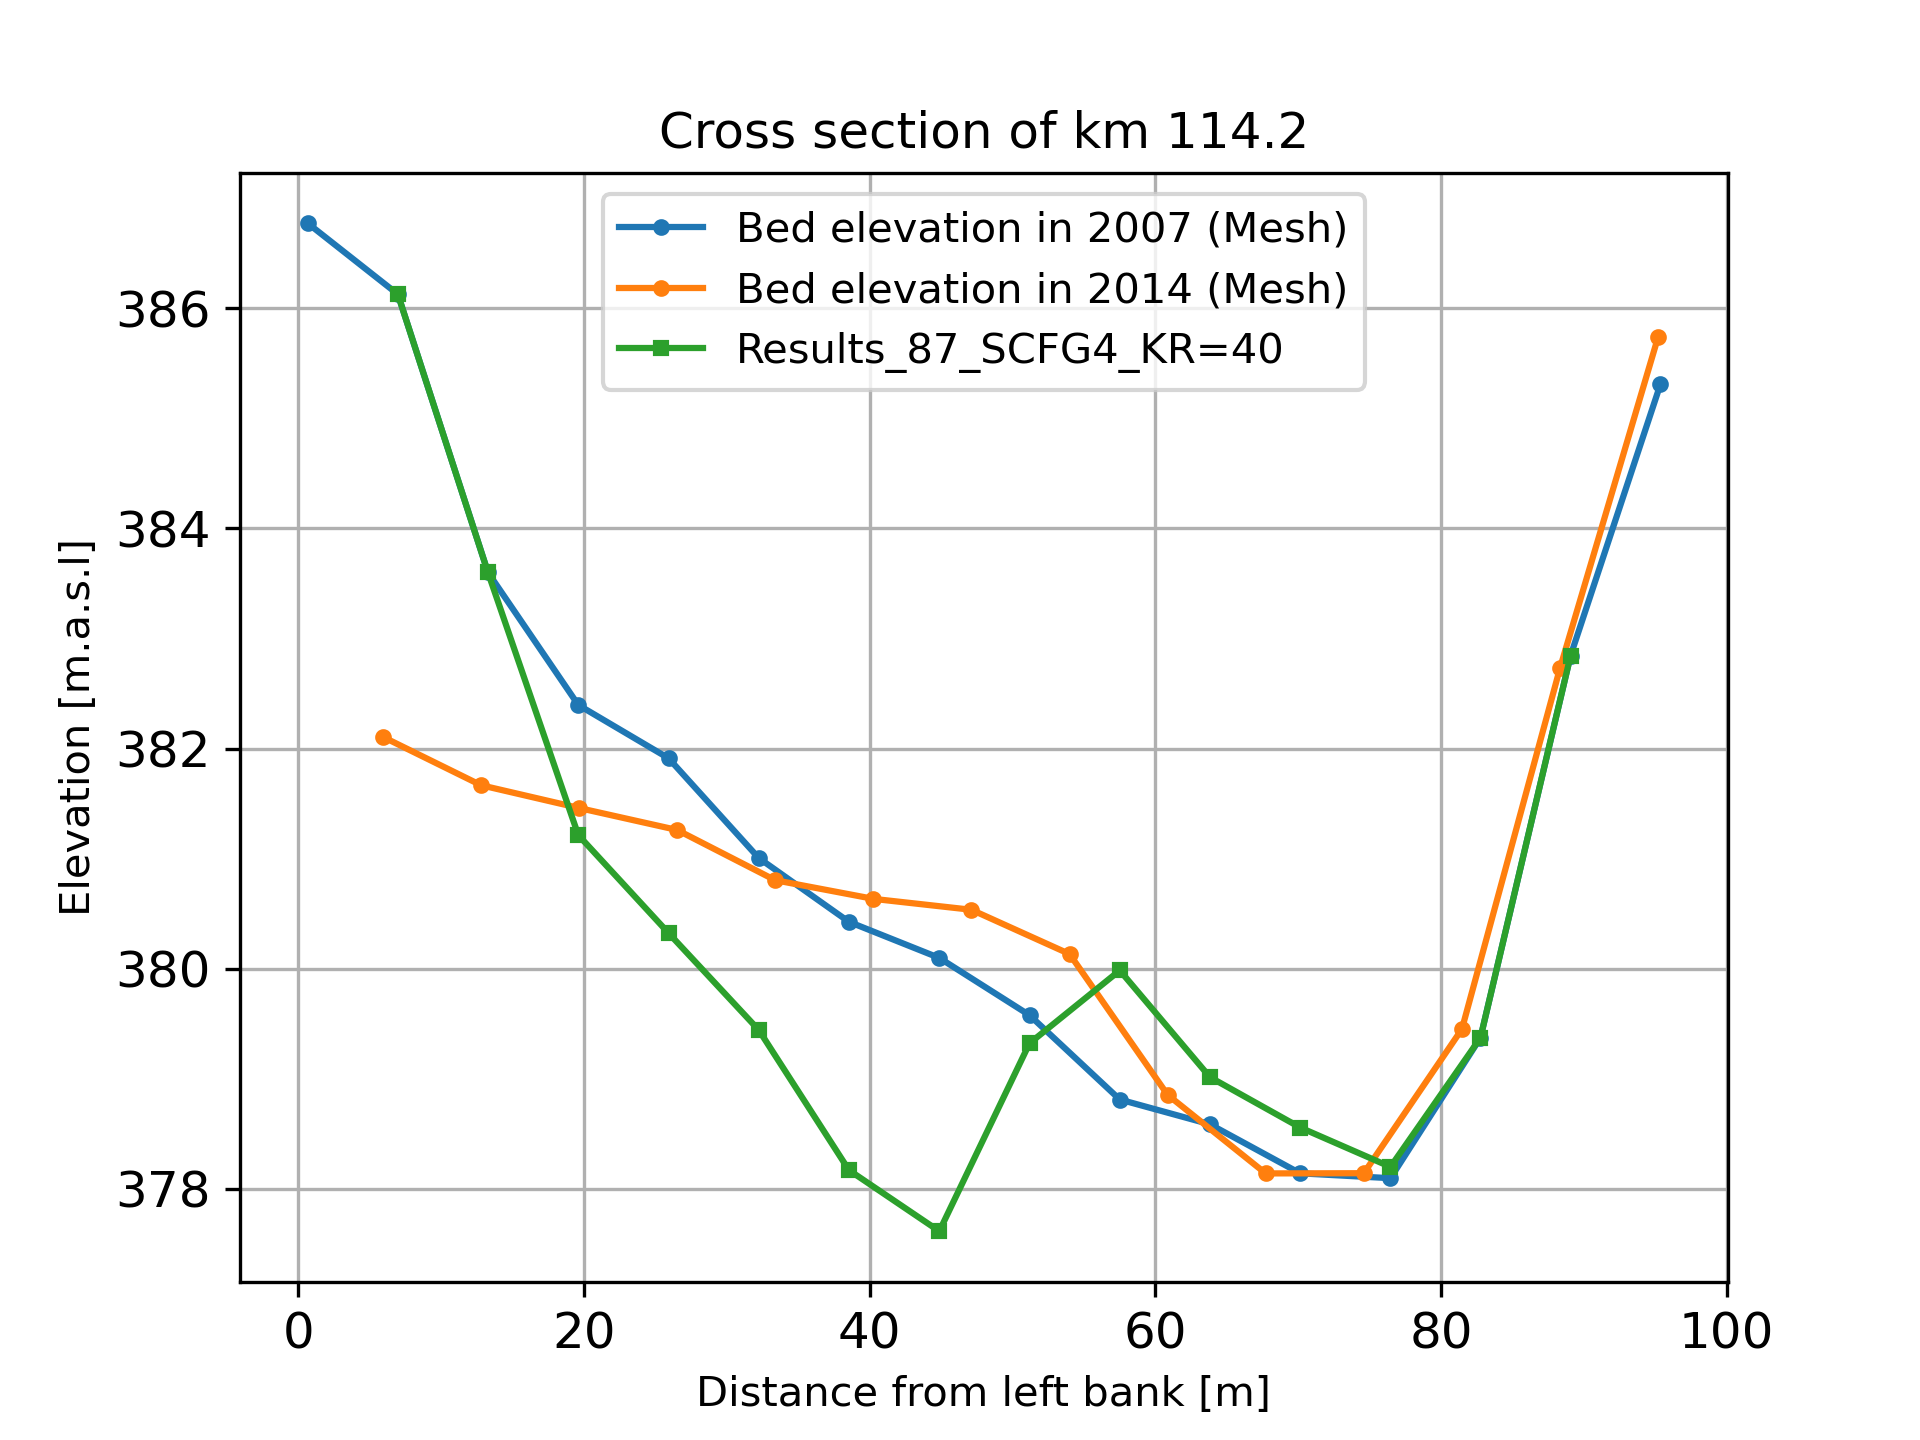 Cross section of km 114.2
Bed elevation in 2007 (Mesh)
Bed elevation in 2014 (Mesh)
Results_87_SCFG4_KR=40
386
384
382
380
378
Elevation [m.a.s.l]
0 20 40 60 80 100
Distance from left bank [m]